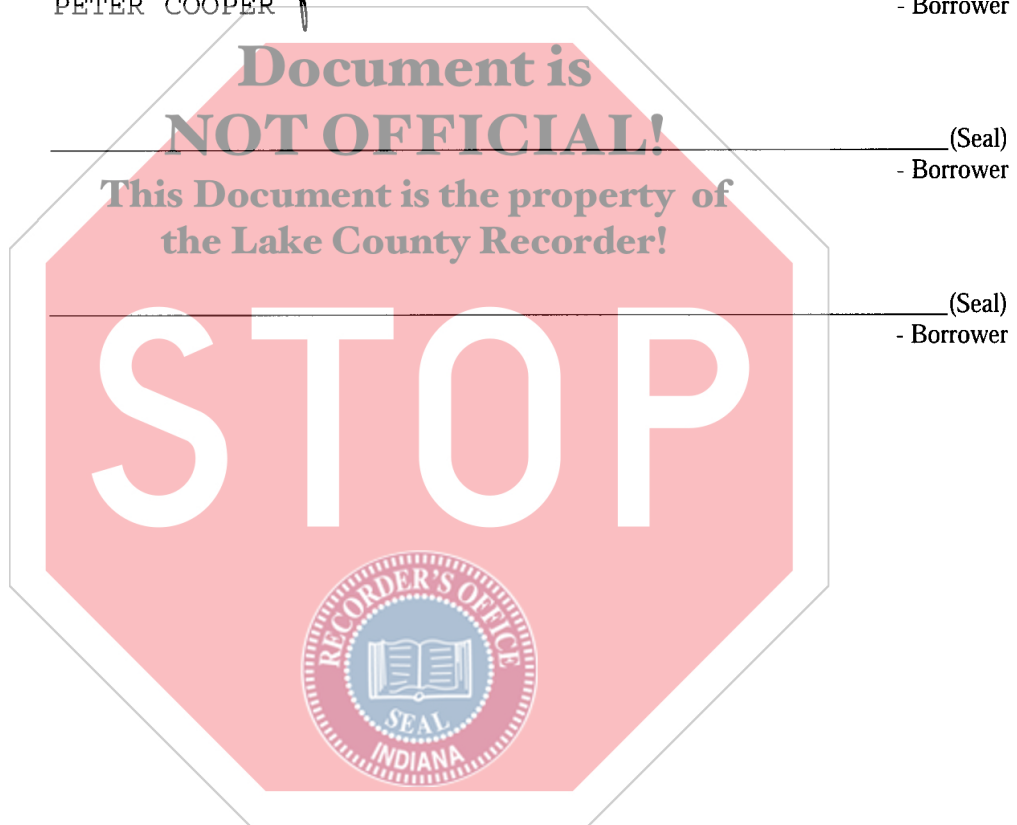 PETER COOPER - Borrower
Document is
NOT OFFICIAL!
(Seal)
- Borrower
This Document is the property of
the Lake County Recorder!
(Seal)
- Borrower
STOP
RECORDER'S OFFICE
SEAL
INDIANA